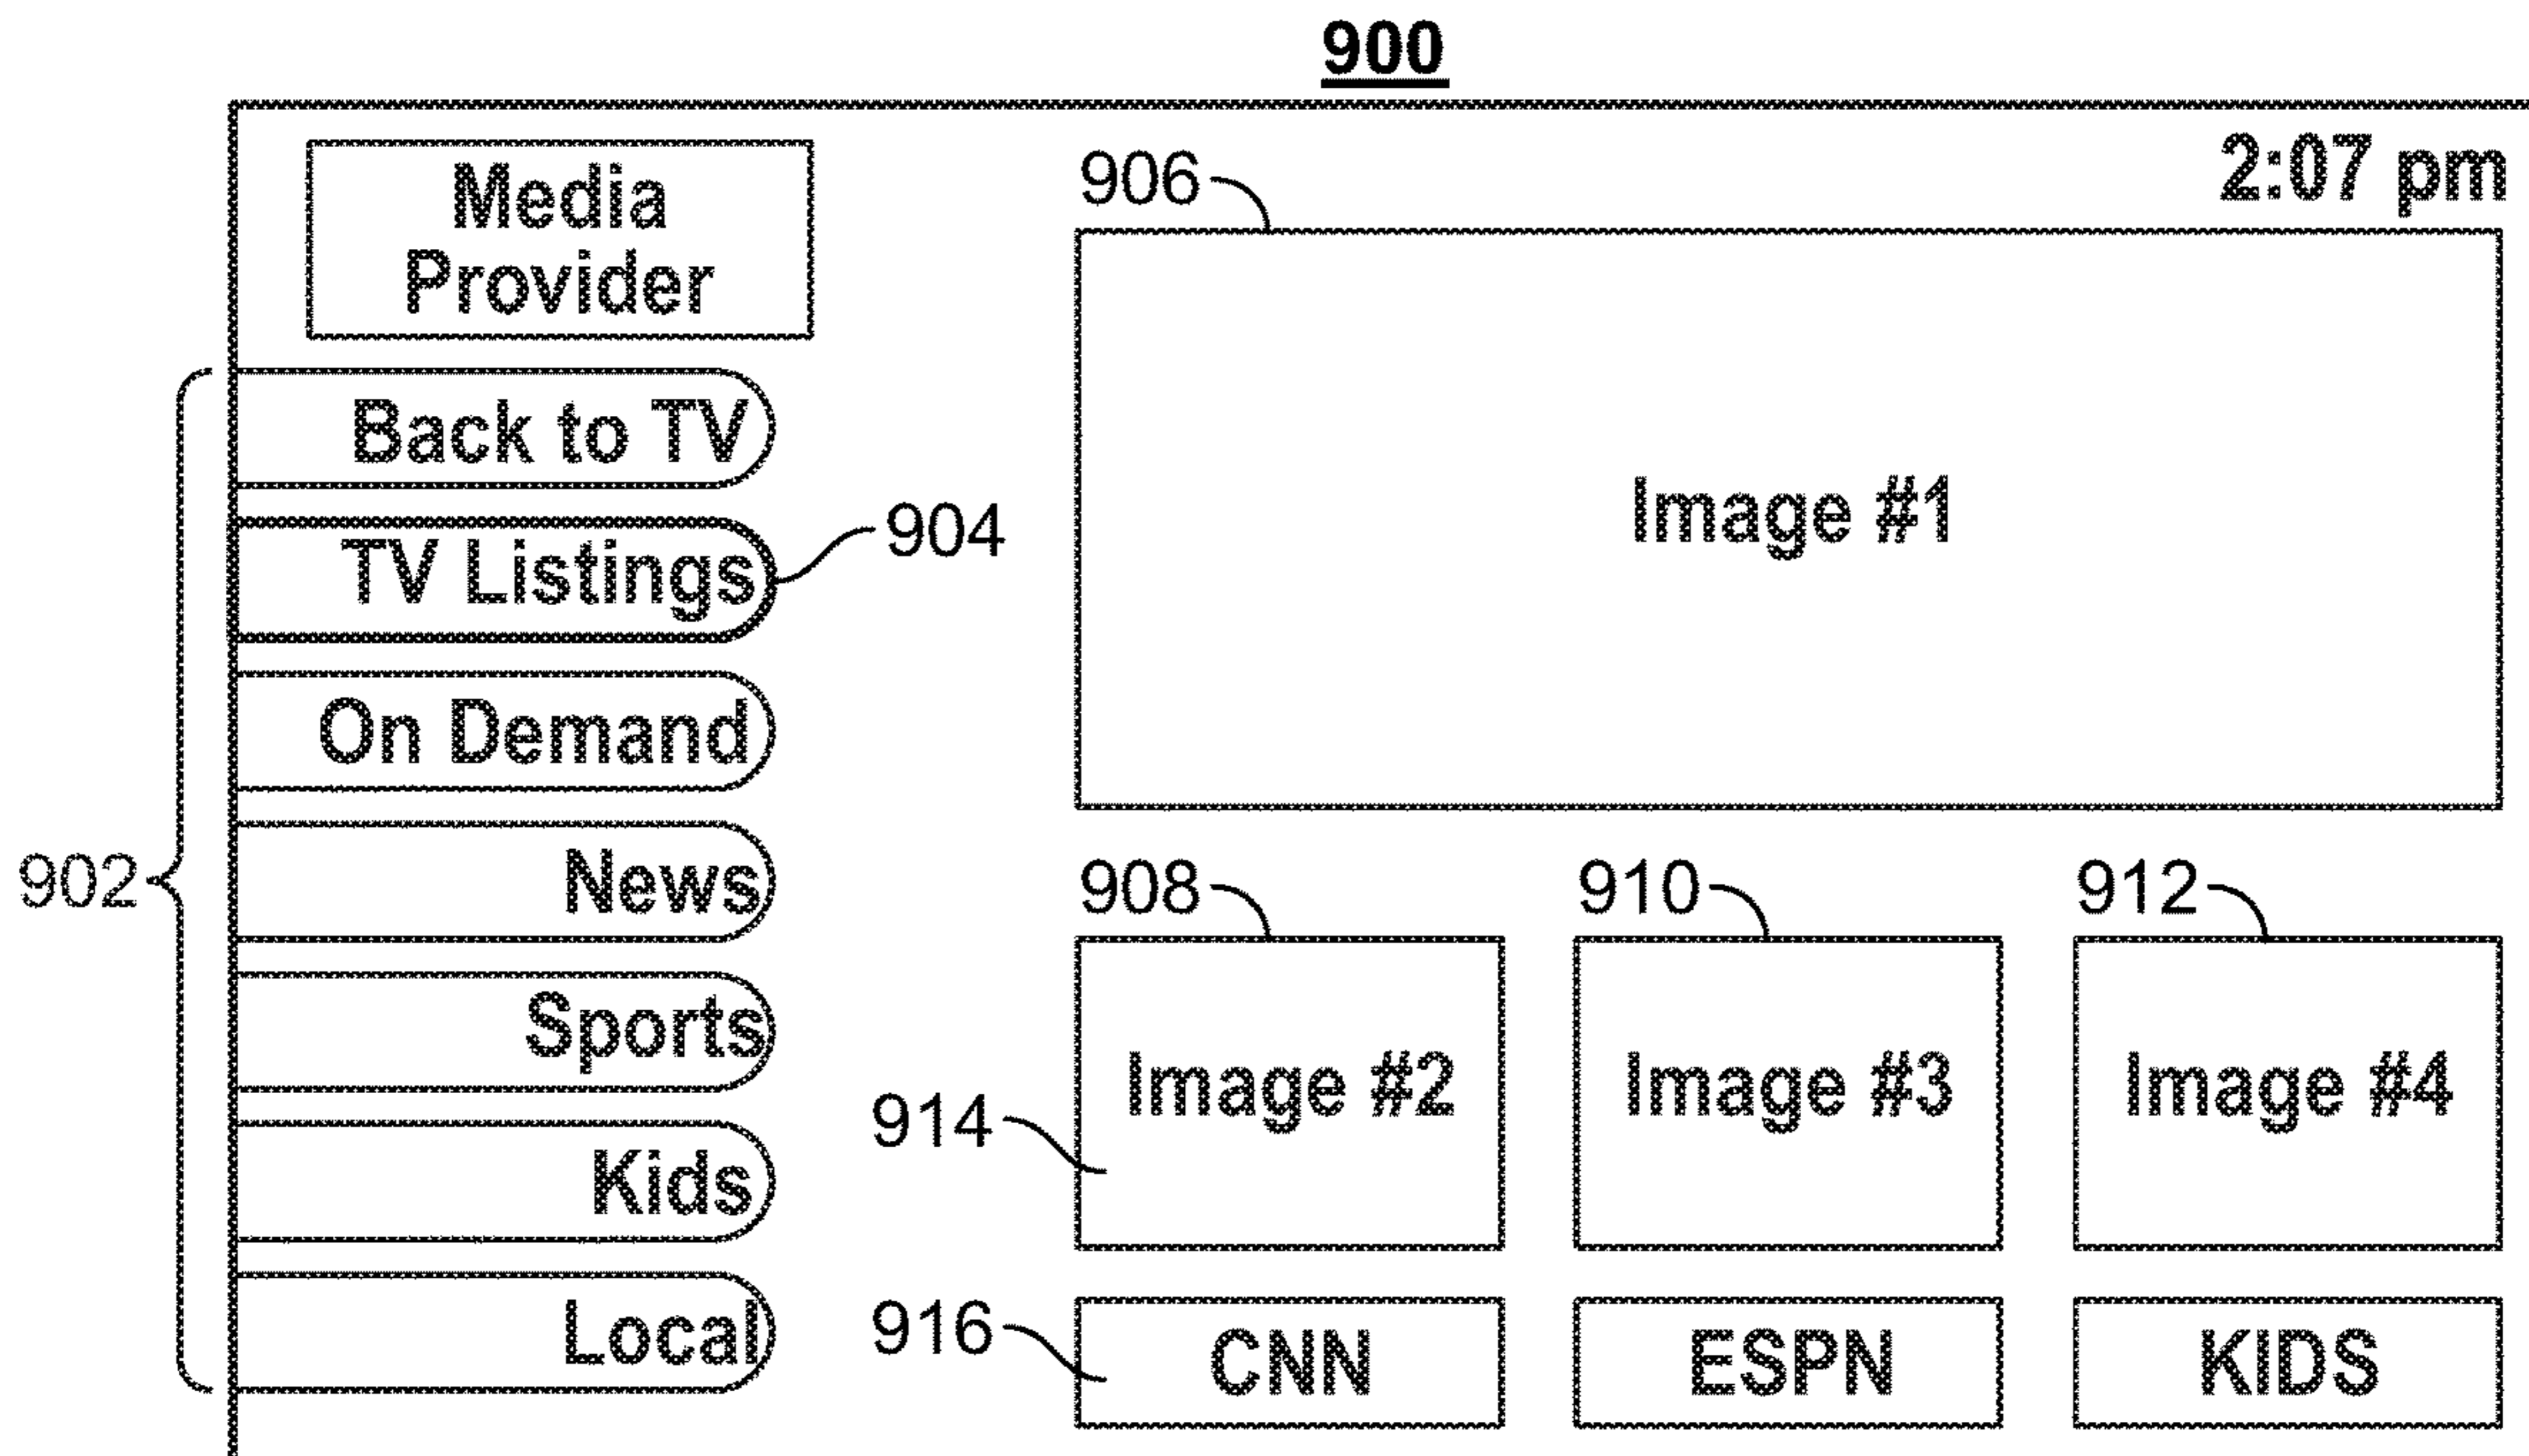 900
2:07 pm
Media
Provider
906
Back to TV
Image #1
TV Listings
904
On Demand
902
News
908
910
912
Sports
Image #2
Image #3
Image #4
914
Kids
Local
916
CNN
ESPN
KIDS